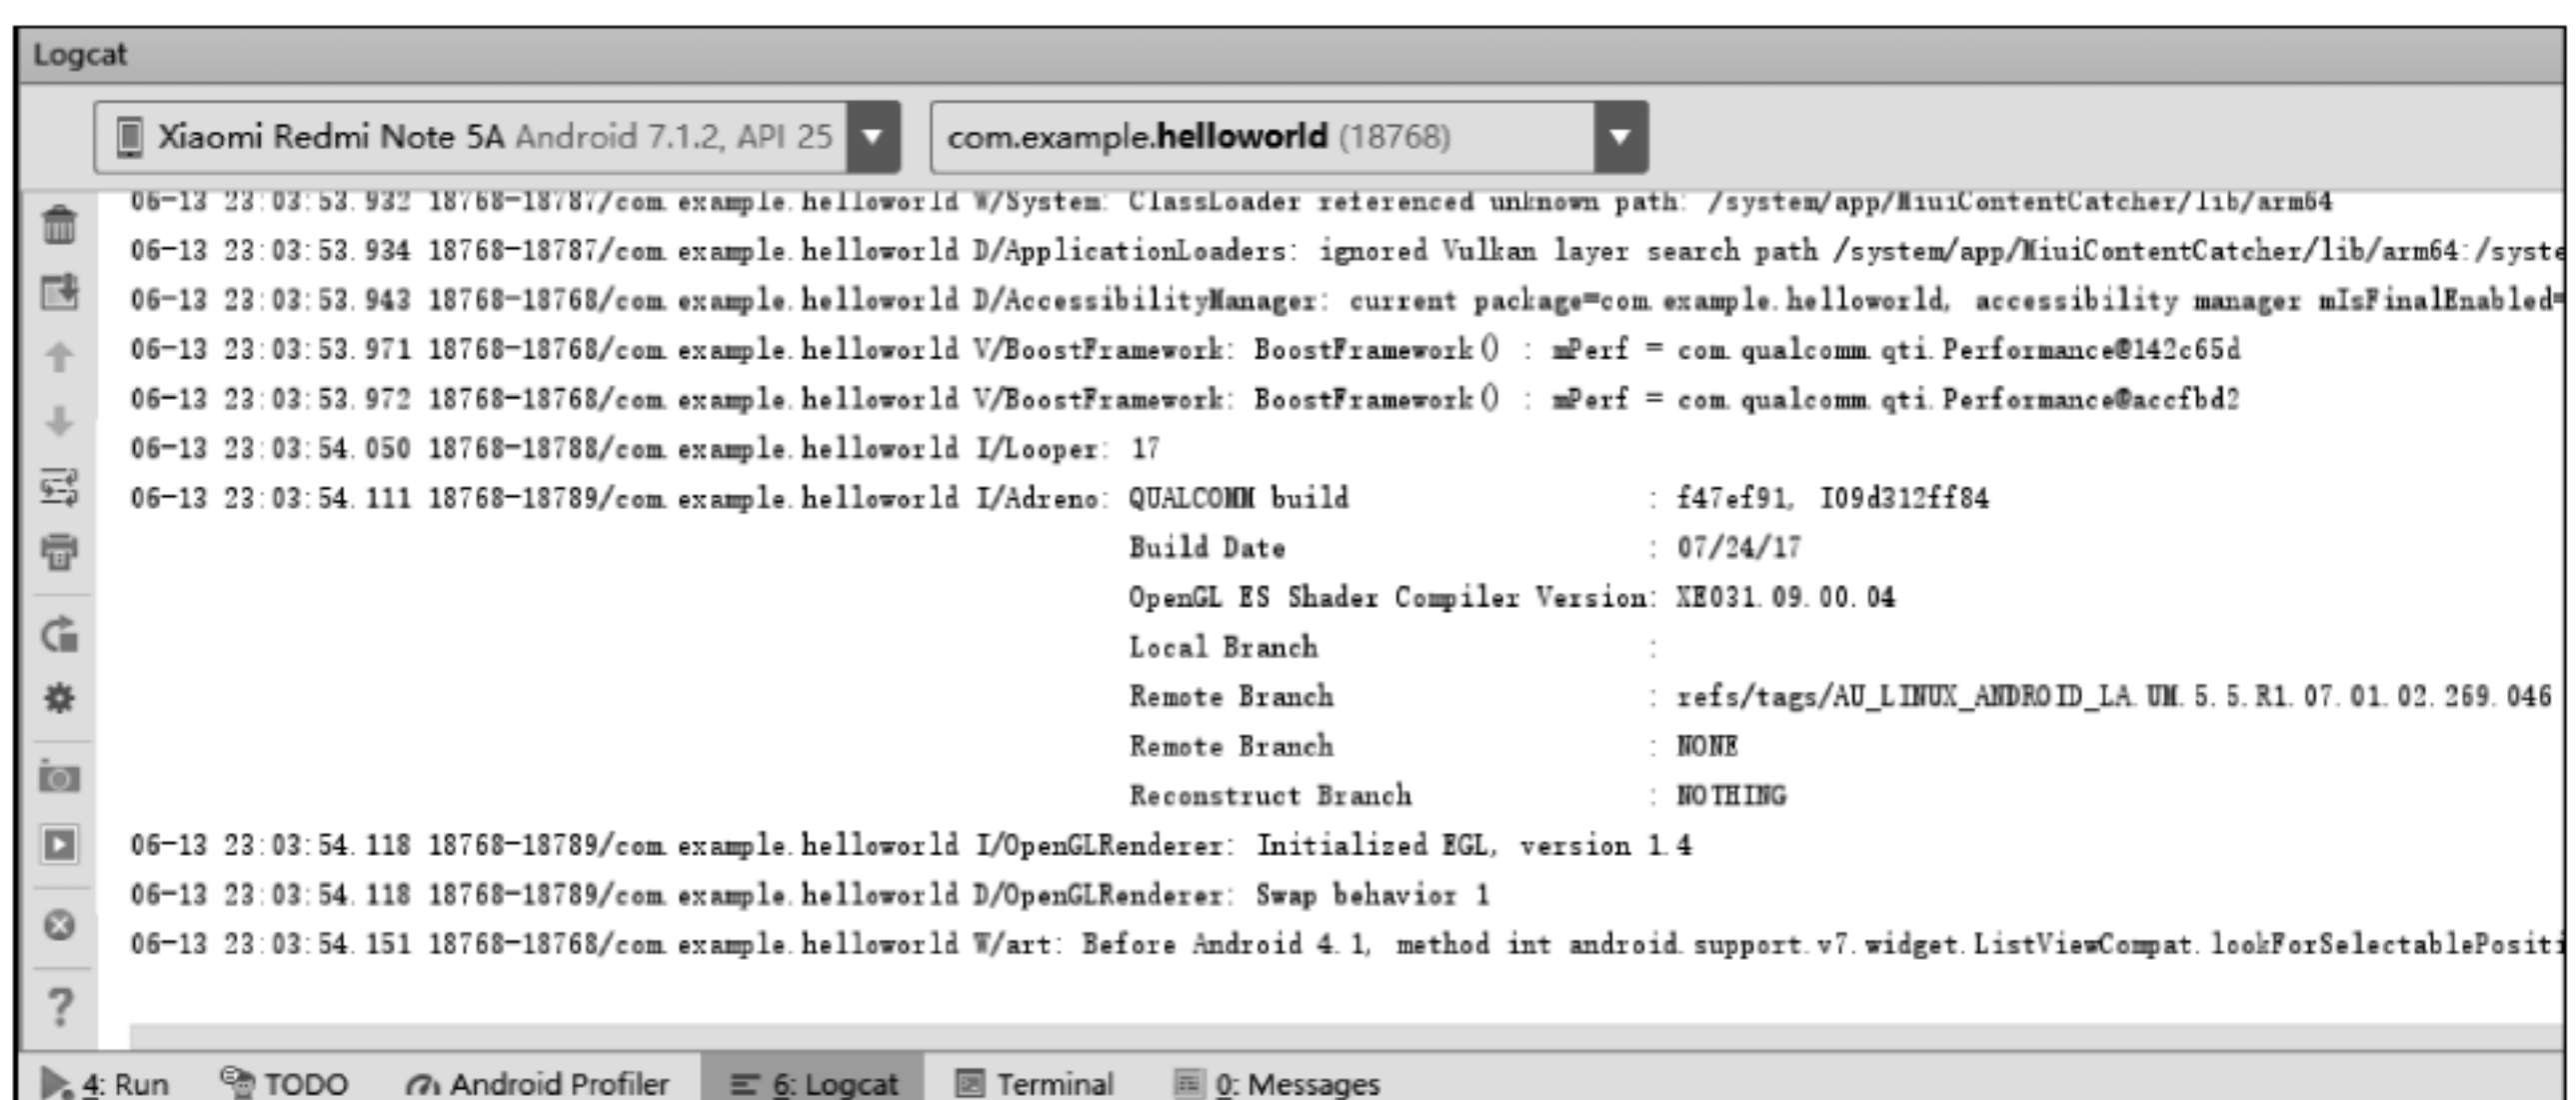 Logcat
Xiaomi Redmi Note 5A Android 7.1.2, API 25 com.example.helloworld (18768)
06-13 23:03:53.932 18768-18787/com.example.helloworld W/System: ClassLoader referenced unknown path: /system/app/MiuiContentCatcher/lib/arm64
06-13 23:03:53.934 18768-18787/com.example.helloworld D/ApplicationLoaders: ignored Vulkan layer search path /system/app/MiuiContentCatcher/lib/arm64:/syste
06-13 23:03:53.943 18768-18768/com.example.helloworld D/AccessibilityManager: current package=com.example.helloworld, accessibility manager mIsFinalEnabled=
06-13 23:03:53.971 18768-18768/com.example.helloworld V/BoostFramework: BoostFramework() : mPerf = com.qualcomm.qti.Performance@142c65d
06-13 23:03:53.972 18768-18768/com.example.helloworld V/BoostFramework: BoostFramework() : mPerf = com.qualcomm.qti.Performance@accfbd2
06-13 23:03:54.050 18768-18788/com.example.helloworld I/Looper: 17
06-13 23:03:54.111 18768-18789/com.example.helloworld I/Adreno: QUALCOMM build : f47ef91, I09d312ff84
Build Date : 07/24/17
OpenGL ES Shader Compiler Version: XE031.09.00.04
Local Branch :
Remote Branch : refs/tags/AU_LINUX_ANDROID_LA.UM.5.5.R1.07.01.02.269.046
Remote Branch : NONE
Reconstruct Branch : NOTHING
06-13 23:03:54.118 18768-18789/com.example.helloworld I/OpenGLRenderer: Initialized EGL, version 1.4
06-13 23:03:54.118 18768-18789/com.example.helloworld D/OpenGLRenderer: Swap behavior 1
06-13 23:03:54.151 18768-18768/com.example.helloworld W/art: Before Android 4.1, method int android.support.v7.widget.ListViewCompat.lookForSelectablePositi
4: Run TODO Android Profiler 6: Logcat Terminal 0: Messages